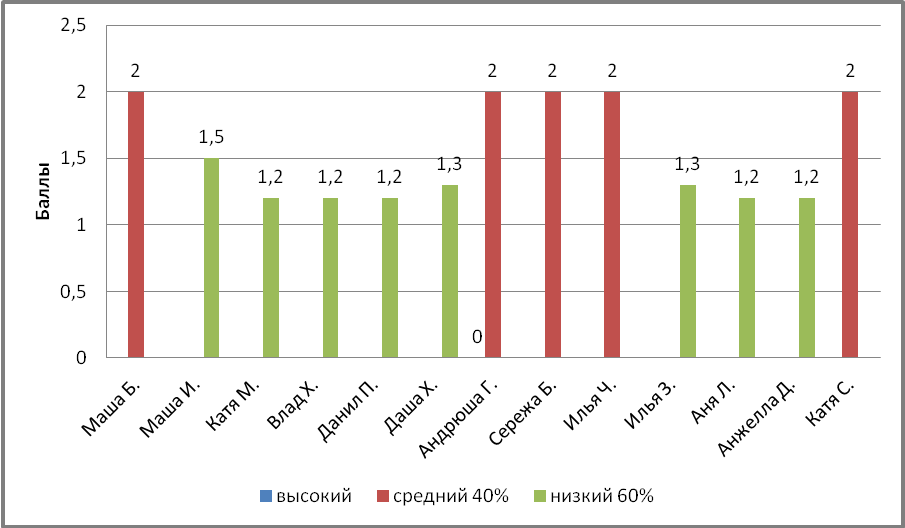 Баллы
2,5
2
1,5
1
0,5
0
2
1,5
1,2
1,2
1,2
1,3
0
2
2
2
1,3
1,2
1,2
2
Маша Б.
Маша И.
Катя М.
Влад Х.
Данил П.
Даша Х.
Андрюша Г.
Сережа Б.
Илья Ч.
Илья З.
Аня Л.
Анжелла Д.
Катя С.
высокий
средний 40%
низкий 60%